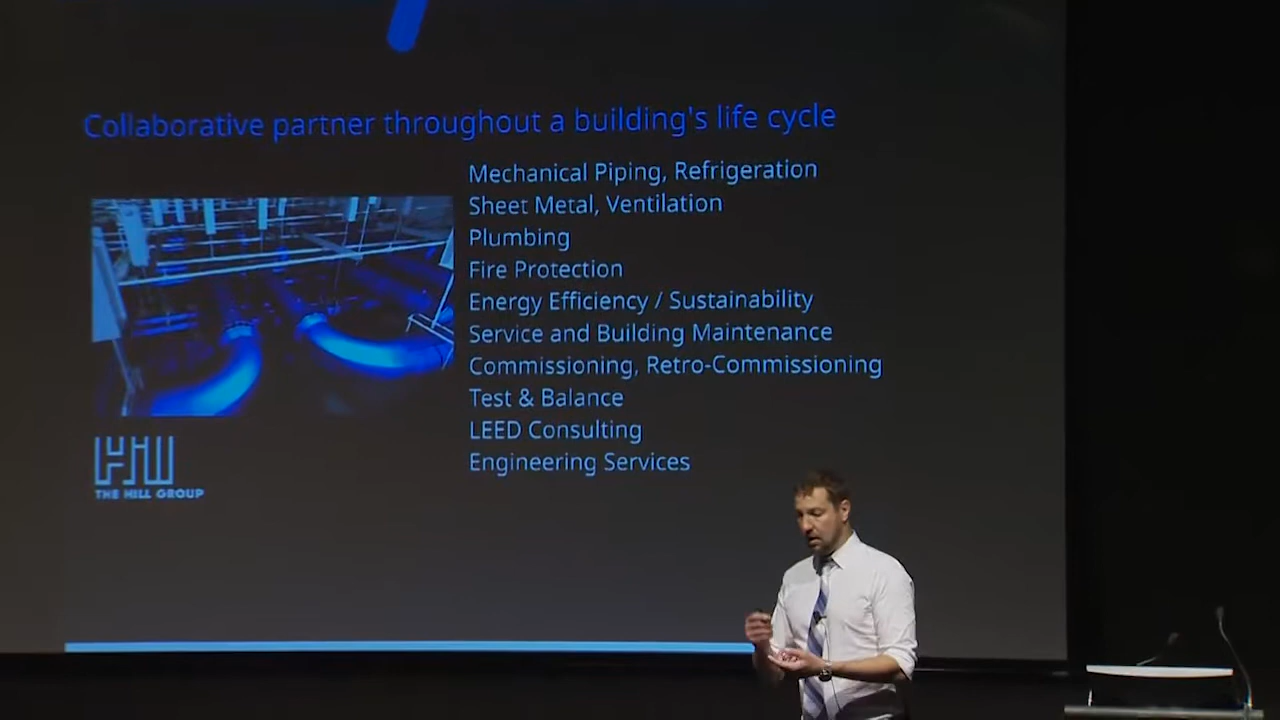 Collaborative partner throughout a building's life cycle
Mechanical Piping, Refrigeration
Sheet Metal, Ventilation
Plumbing
Fire Protection
Energy Efficiency / Sustainability
Service and Building Maintenance
Commissioning, Retro-Commissioning
Test & Balance
LEED Consulting
Engineering Services
Hill
THE HILL GROUP